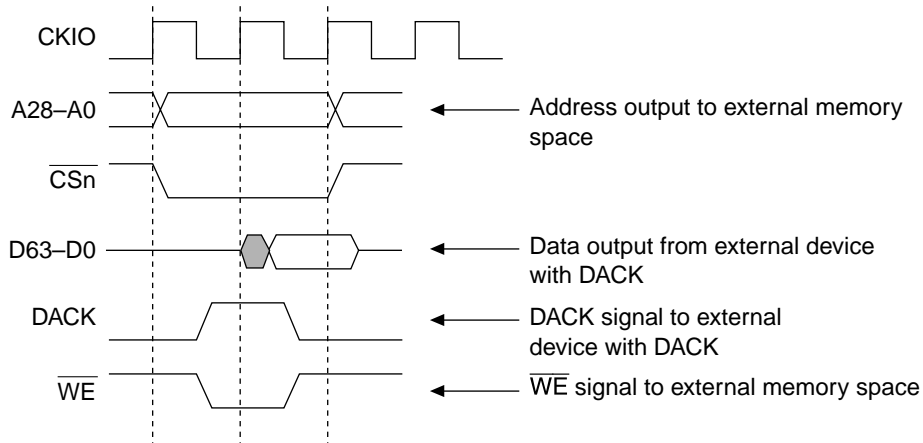 CKIO
A28–A0
Address output to external memory
space
CSn
D63–D0
Data output from external device
with DACK
DACK
DACK signal to external
device with DACK
WE
WE signal to external memory space